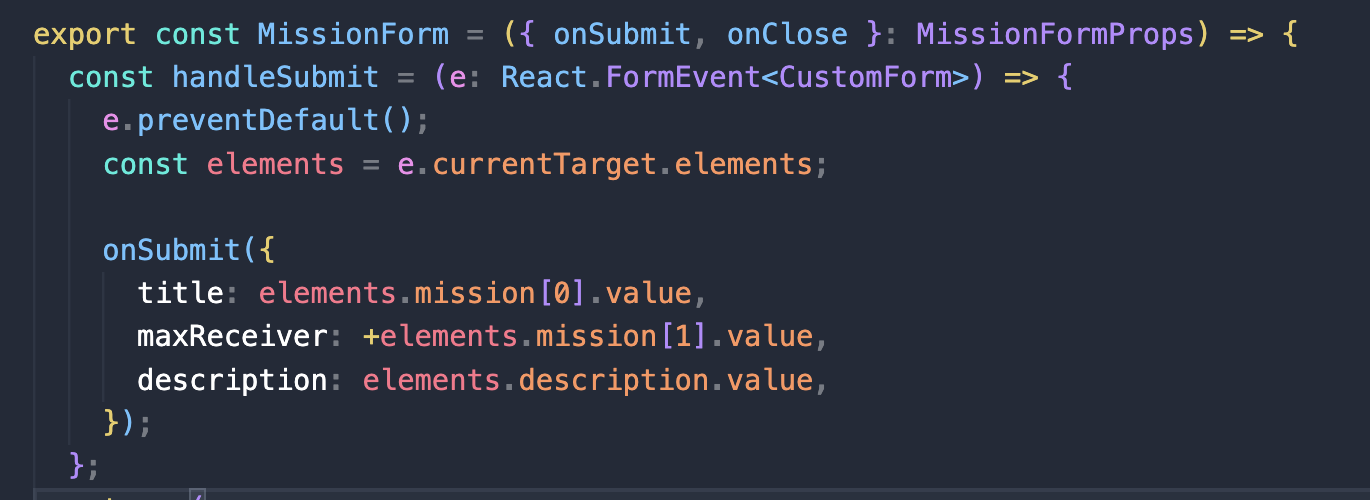 export const MissionForm = ({ onSubmit, onClose }: MissionFormProps) => {
const handleSubmit = (e: React.FormEvent<CustomForm>) => {
e.preventDefault();
const elements = e.currentTarget.elements;
onSubmit({
title: elements.mission[0].value,
maxReceiver: +elements.mission[1].value,
description: elements.description.value,
});
};